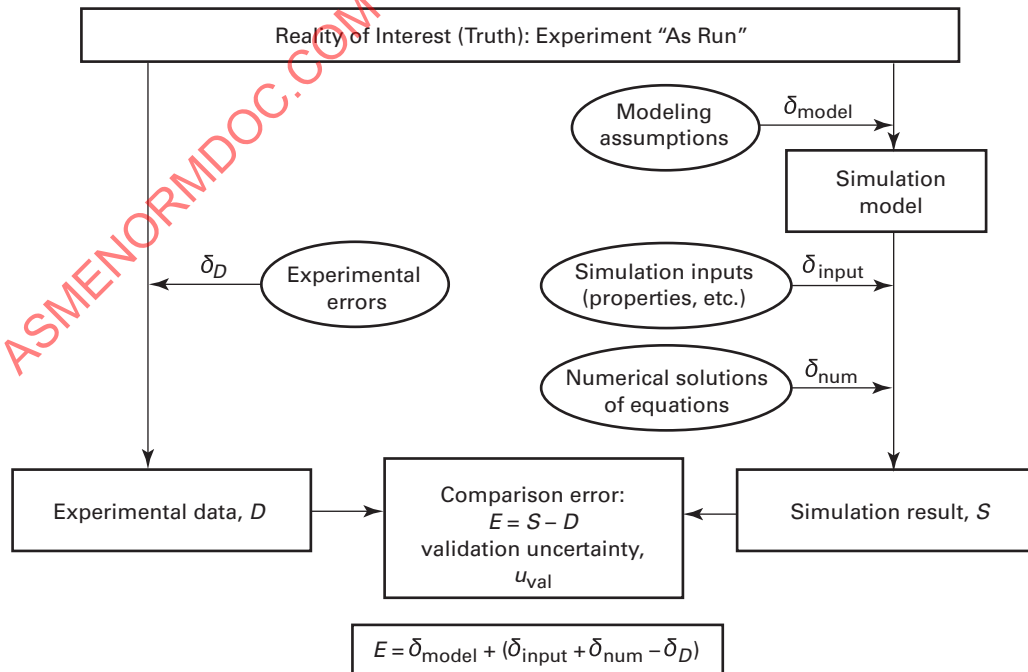 Reality of Interest (Truth): Experiment “As Run”
Modeling
assumptions
δmodel
Simulation
model
δD
Experimental
errors
Simulation inputs
(properties, etc.)
δinput
Numerical solutions
of equations
δnum
Experimental data, D
Comparison error:
E = S – D
validation uncertainty,
uval
Simulation result, S
E = δmodel + (δinput + δnum – δD)
ASMENORMDOC.COM